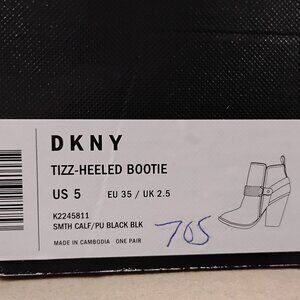 DKNY
TIZZ-HEELED BOOTIE
US 5 EU 35 / UK 2.5
K2245811
SMTH CALF/PU BLACK BLK
705
MADE IN CAMBODIA ONE PAIR